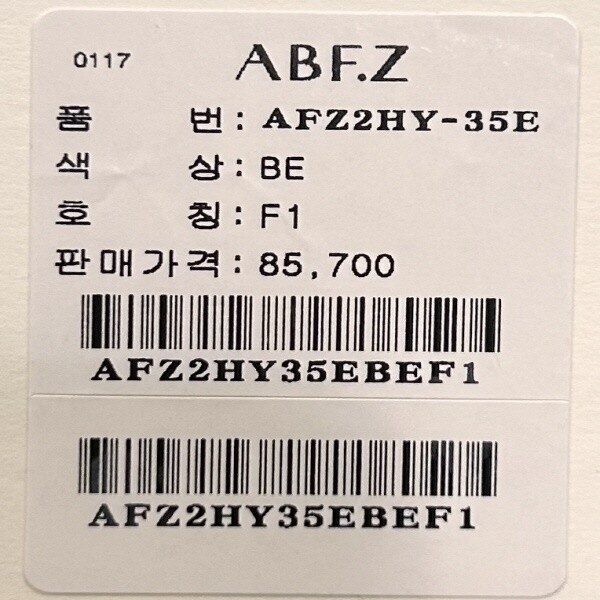 0117 ABF.Z
품 번 : AFZ2HY-35E
색 상 : BE
호 칭 : F1
판매가격 : 85,700
AFZ2HY35EBEF1
AFZ2HY35EBEF1